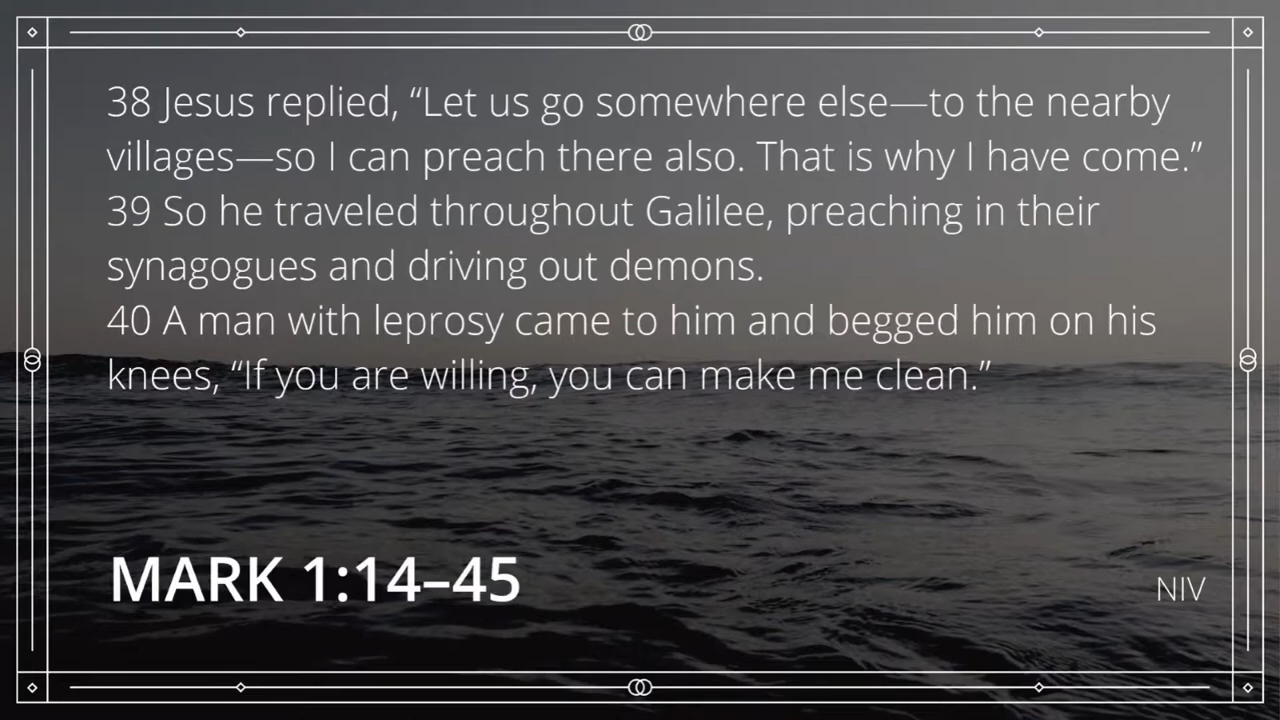 38 Jesus replied, “Let us go somewhere else—to the nearby
villages—so I can preach there also. That is why I have come.”
39 So he traveled throughout Galilee, preaching in their
synagogues and driving out demons.
40 A man with leprosy came to him and begged him on his
knees, “If you are willing, you can make me clean.”
MARK 1:14–45
NIV